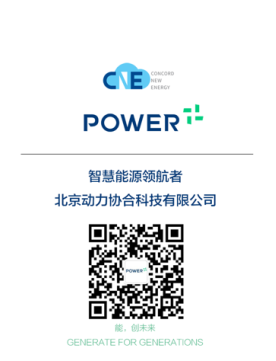 CNE CONCORD
NEW
ENERGY
POWER
智慧能源领航者
北京动力协合科技有限公司
POWER
能，创未来
GENERATE FOR GENERATIONS